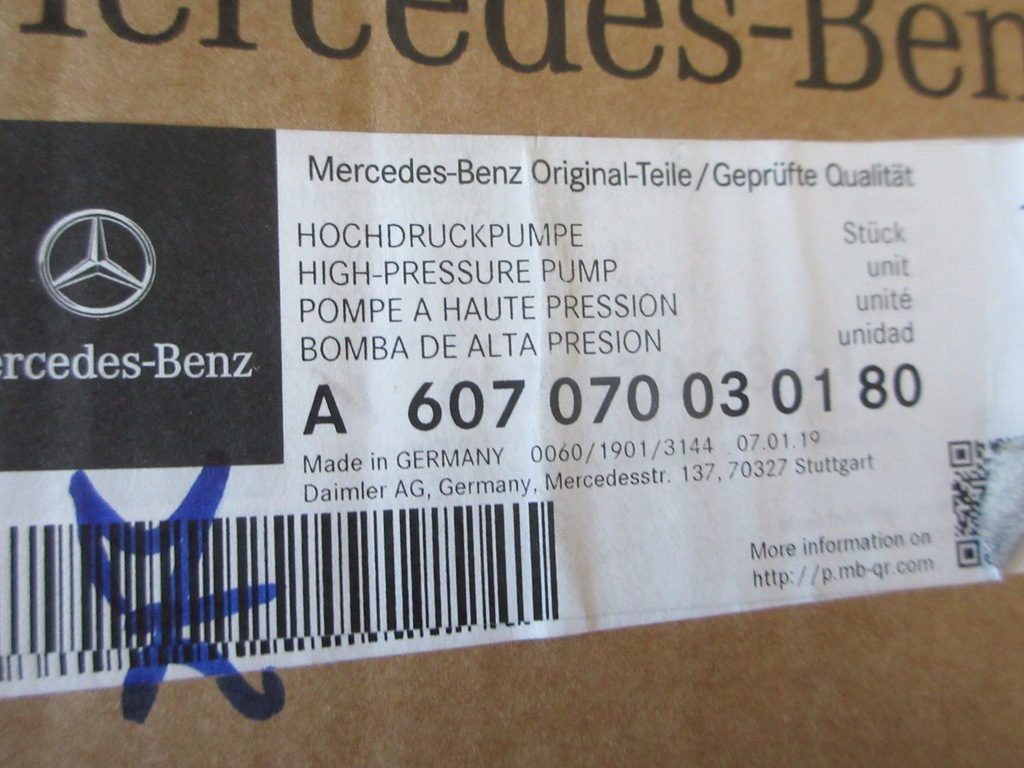 ercedes-Ben
Mercedes-Benz Original-Teile/Geprüfte Qualität
HOCHDRUCKPUMPE Stück
HIGH-PRESSURE PUMP unit
POMPE A HAUTE PRESSION unité
BOMBA DE ALTA PRESION unidad
ercedes-Benz
A 607 070 03 01 80
Made in GERMANY 0060/1901/3144 07.01.19
Daimler AG, Germany, Mercedesstr. 137, 70327 Stuttgart
More information on
http://p.mb-qr.com